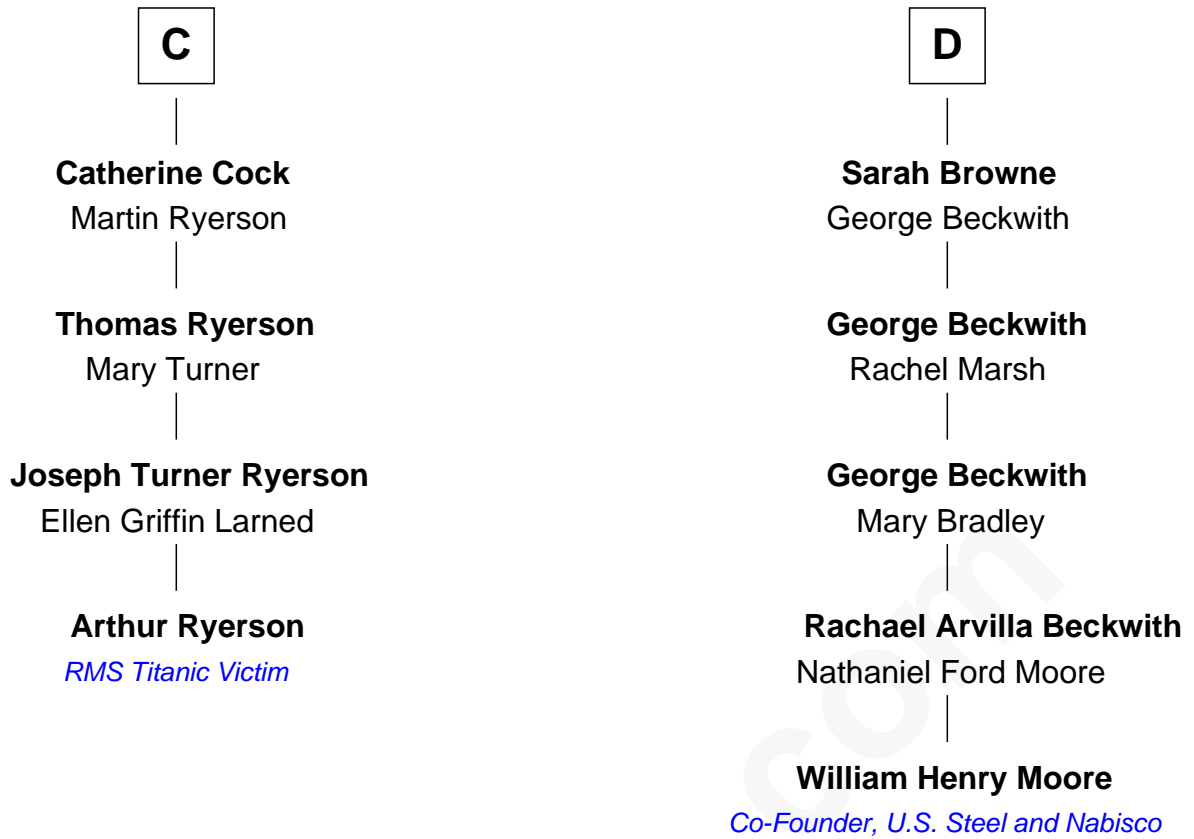 C
Catherine Cock
Martin Ryerson
Thomas Ryerson
Mary Turner
Joseph Turner Ryerson
Ellen Griffin Larned
Arthur Ryerson
RMS Titanic Victim
D
Sarah Browne
George Beckwith
George Beckwith
Rachel Marsh
George Beckwith
Mary Bradley
Rachael Arvilla Beckwith
Nathaniel Ford Moore
William Henry Moore
Co-Founder, U.S. Steel and Nabisco
com